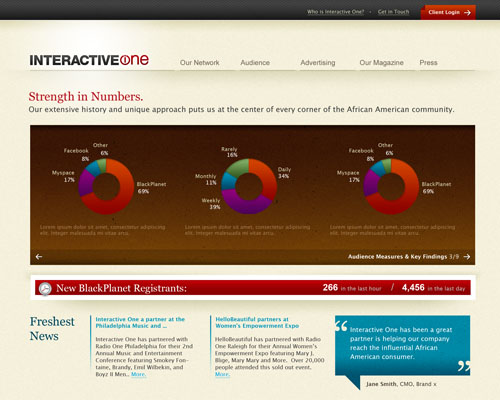 Who is Interactive One?
Get in Touch
Client Login
INTERACTIVEONE
Our Network
Audience
Advertising
Our Magazine
Press
Strength in Numbers.
Our extensive history and unique approach puts us at the center of every corner of the African American community.
Other
6%
Facebook
8%
Myspace
17%
BlackPlanet
69%
Rarely
16%
Monthly
11%
Weekly
39%
Daily
34%
Other
6%
Facebook
8%
Myspace
17%
BlackPlanet
69%
Lorem ipsum dolor sit amet, consectetur adipiscing
elit. Integer malesuada mi vitae arcu.
Lorem ipsum dolor sit amet, consectetur adipiscing
elit. Integer malesuada mi vitae arcu.
Lorem ipsum dolor sit amet, consectetur adipiscing
elit. Integer malesuada mi vitae arcu.
Audience Measures & Key Findings 3/9
New BlackPlanet Registrants:
266 in the last hour / 4,456 in the last day
Freshest
News
Interactive One a partner at the
Philadelphia Music and ...
Interactive One has partnered with
Radio One Philadelphia for their 2nd
Annual Music and Entertainment
Conference featuring Smokey Fon-
taine, Brandy, Emil Wilbekin, and
Boyz II Men.. More.
HelloBeautiful partners at
Women's Empowerment Expo
HelloBeautiful has partnered with Radio
One Raleigh for their Annual Women's
Empowerment Expo featuring Mary J.
Blige, Mary Mary and More. Over 20,000
people attended this sold out event.
More.
“Interactive One has been a great
partner is helping our company
reach the influential African
American consumer.”
Jane Smith, CMO, Brand x